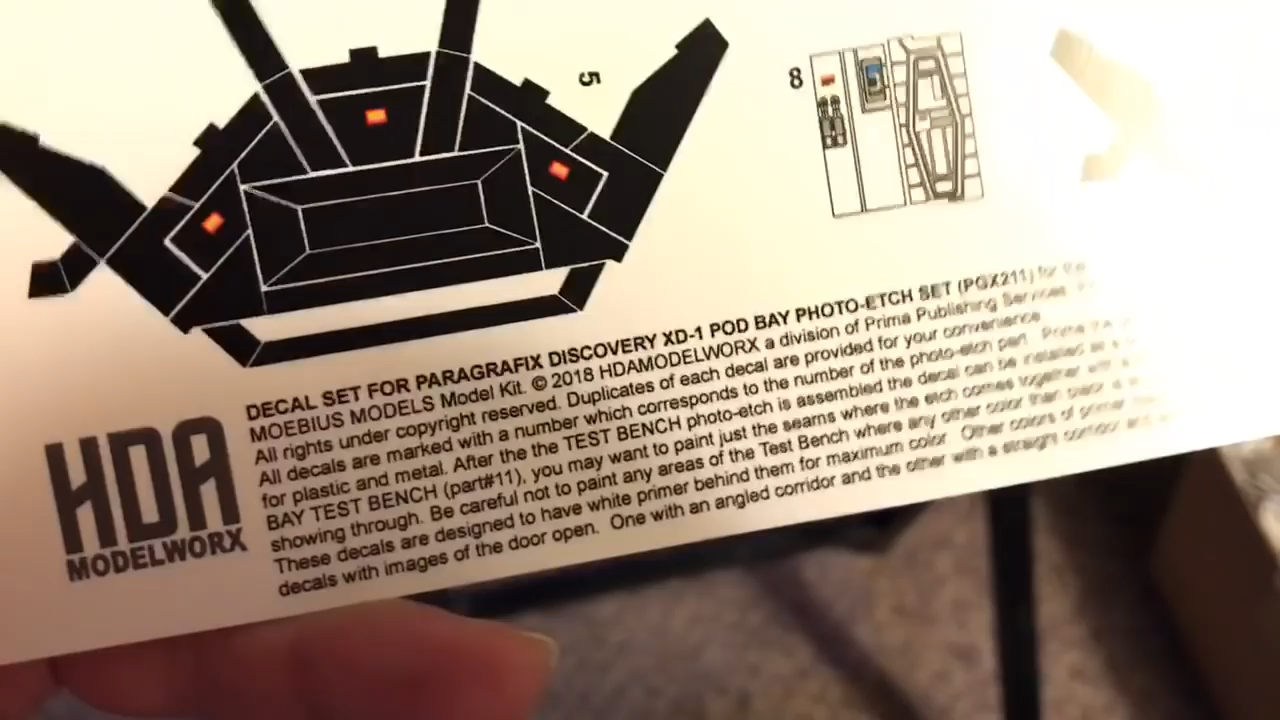 5
8
DECAL SET FOR PARAGRAFIX DISCOVERY XD-1 POD BAY PHOTO-ETCH SET (PGX211) for the
MOEBIUS MODELS Model Kit. © 2018 HDAMODELWORX a division of Prima Publishing Services.
All rights under copyright reserved. Duplicates of each decal are provided for your convenience
All decals are marked with a number which corresponds to the number of the photo-etch part.
for plastic and metal. After the the TEST BENCH photo-etch is assembled the decal can be installed as
BAY TEST BENCH (part#11), you may want to paint just the seams where the etch comes together with
showing through. Be careful not to paint any areas of the Test Bench where any other color than
These decals are designed to have white primer behind them for maximum color. Other colors of primer
decals with images of the door open. One with an angled corridor and the other with a straight corridor and
HDA
MODELWORX